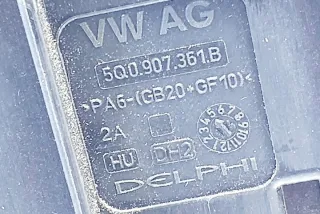 VW AG
5Q0.907.361.B
>PA6-(GB20+GF10)<
2A
HU DH2
DELPHI